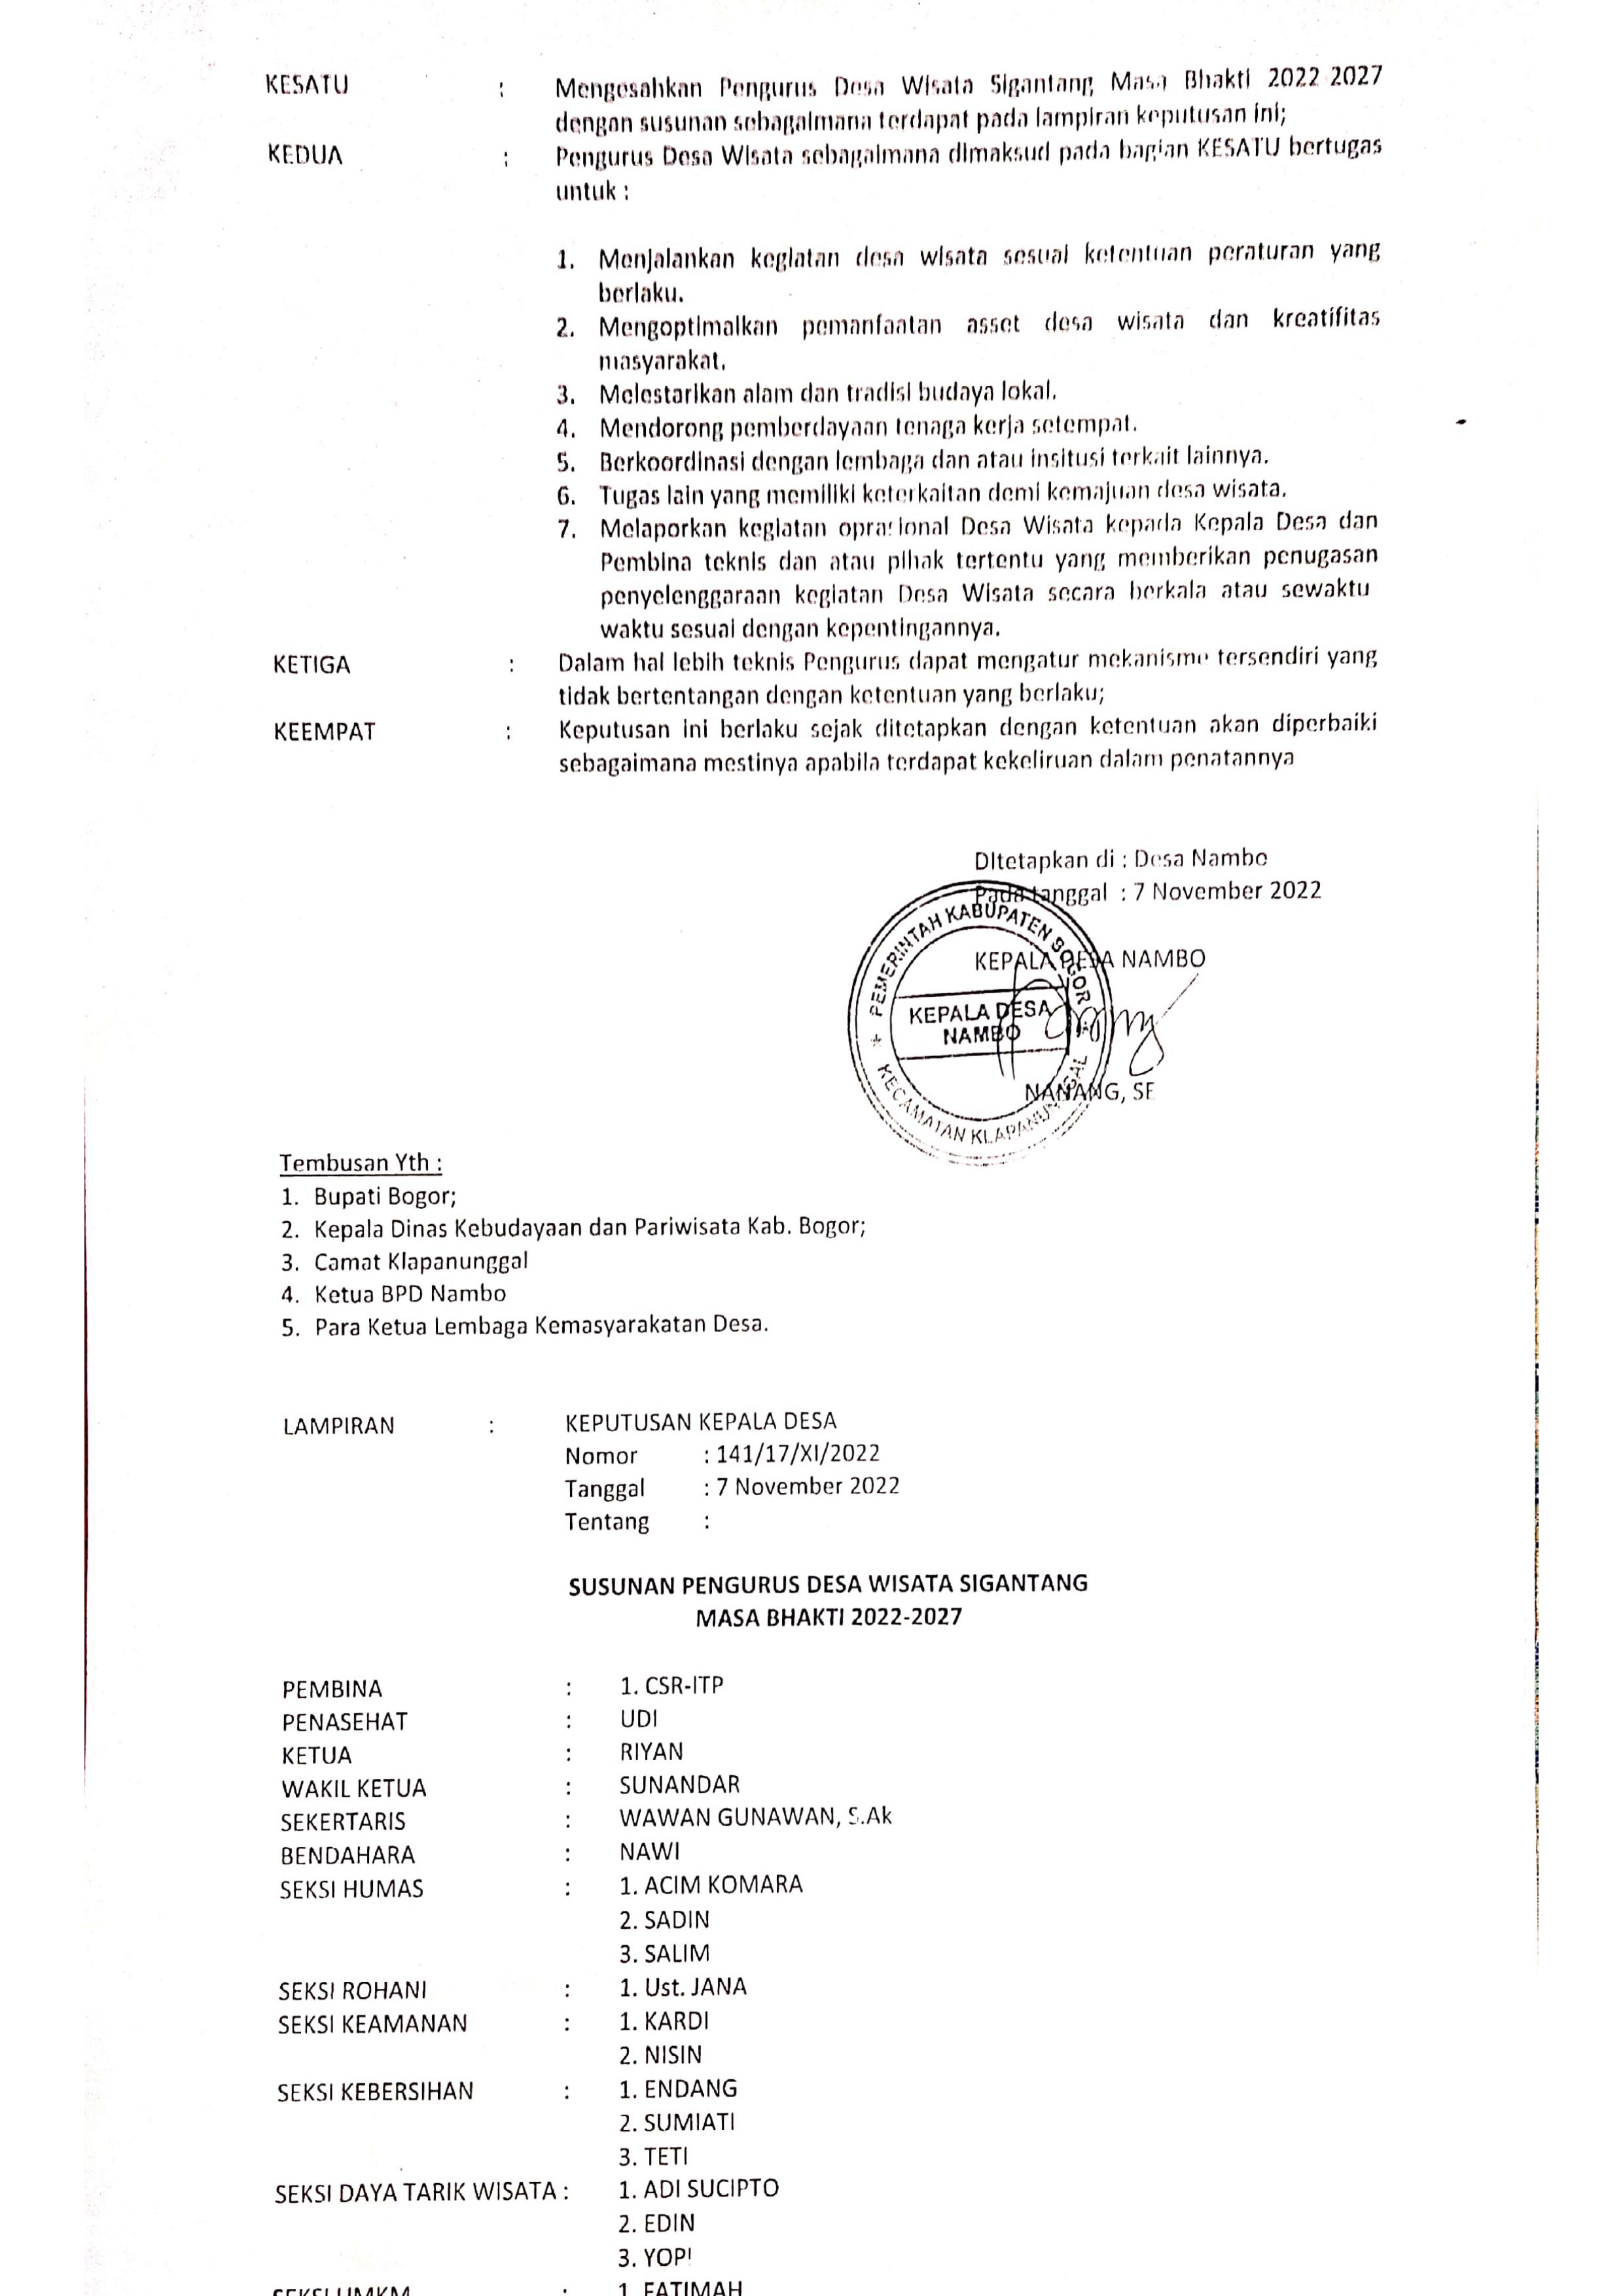 KESATU : Mengesahkan Pengurus Desa Wisata Sigantang Masa Bhakti 2022-2027
dengan susunan sebagaimana terdapat pada lampiran keputusan ini;
KEDUA : Pengurus Desa Wisata sebagaimana dimaksud pada bagian KESATU bertugas
untuk :
1. Menjalankan kegiatan desa wisata sesuai ketentuan peraturan yang
berlaku.
2. Mengoptimalkan pemanfaatan asset desa wisata dan kreatifitas
masyarakat.
3. Melestarikan alam dan tradisi budaya lokal.
4. Mendorong pemberdayaan tenaga kerja setempat.
5. Berkoordinasi dengan lembaga dan atau insitusi terkait lainnya.
6. Tugas lain yang memiliki keterkaitan demi kemajuan desa wisata.
7. Melaporkan kegiatan oprasional Desa Wisata kepada Kepala Desa dan
Pembina teknis dan atau pihak tertentu yang memberikan penugasan
penyelenggaraan kegiatan Desa Wisata secara berkala atau sewaktu
waktu sesuai dengan kepentingannya.
KETIGA : Dalam hal lebih teknis Pengurus dapat mengatur mekanisme tersendiri yang
tidak bertentangan dengan ketentuan yang berlaku;
KEEMPAT : Keputusan ini berlaku sejak ditetapkan dengan ketentuan akan diperbaiki
sebagaimana mestinya apabila terdapat kekeliruan dalam penatannya
Ditetapkan di : Desa Nambo
Pada tanggal : 7 November 2022
KEPALA DESA NAMBO
PEMERINTAH KABUPATEN BOGOR
KEPALA DESA
NAMBO
KECAMATAN KLAPANUNGGAL
NANANG, SE
Tembusan Yth :
1. Bupati Bogor;
2. Kepala Dinas Kebudayaan dan Pariwisata Kab. Bogor;
3. Camat Klapanunggal
4. Ketua BPD Nambo
5. Para Ketua Lembaga Kemasyarakatan Desa.
LAMPIRAN : KEPUTUSAN KEPALA DESA
Nomor : 141/17/XI/2022
Tanggal : 7 November 2022
Tentang :
SUSUNAN PENGURUS DESA WISATA SIGANTANG
MASA BHAKTI 2022-2027
PEMBINA : 1. CSR-ITP
PENASEHAT : UDI
KETUA : RIYAN
WAKIL KETUA : SUNANDAR
SEKERTARIS : WAWAN GUNAWAN, S.Ak
BENDAHARA : NAWI
SEKSI HUMAS : 1. ACIM KOMARA
2. SADIN
3. SALIM
SEKSI ROHANI : 1. Ust. JANA
SEKSI KEAMANAN : 1. KARDI
2. NISIN
SEKSI KEBERSIHAN : 1. ENDANG
2. SUMIATI
3. TETI
SEKSI DAYA TARIK WISATA : 1. ADI SUCIPTO
2. EDIN
3. YOPI
SEKSI UMKM : 1. FATIMAH